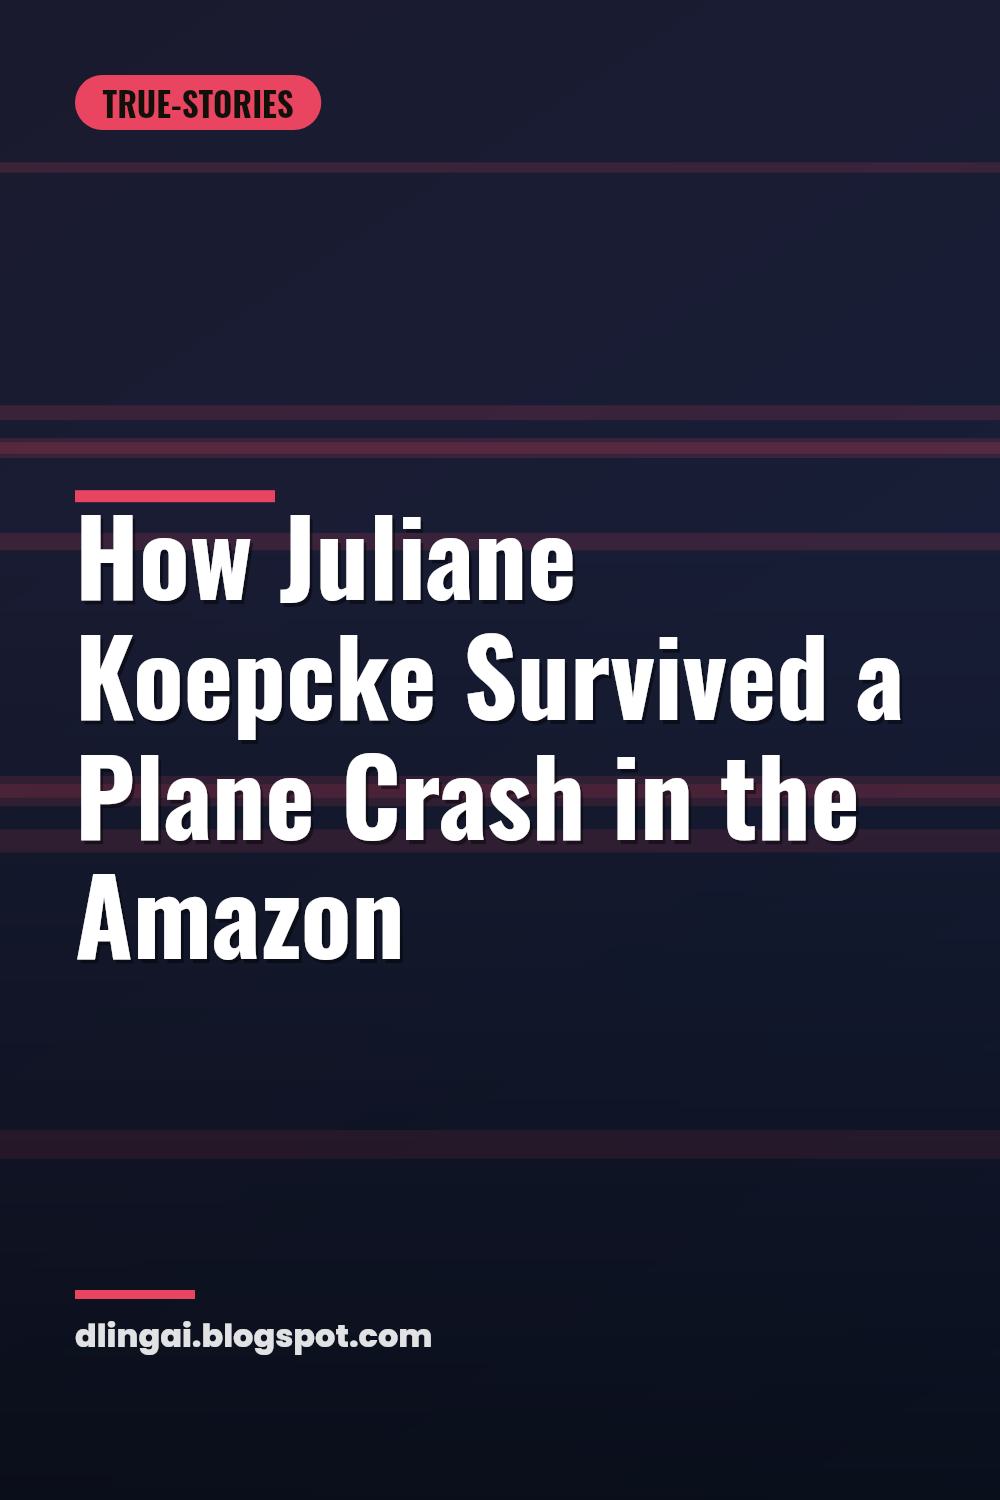 TRUE-STORIES
How Juliane
Koepcke Survived a
Plane Crash in the
Amazon
dlingai.blogspot.com